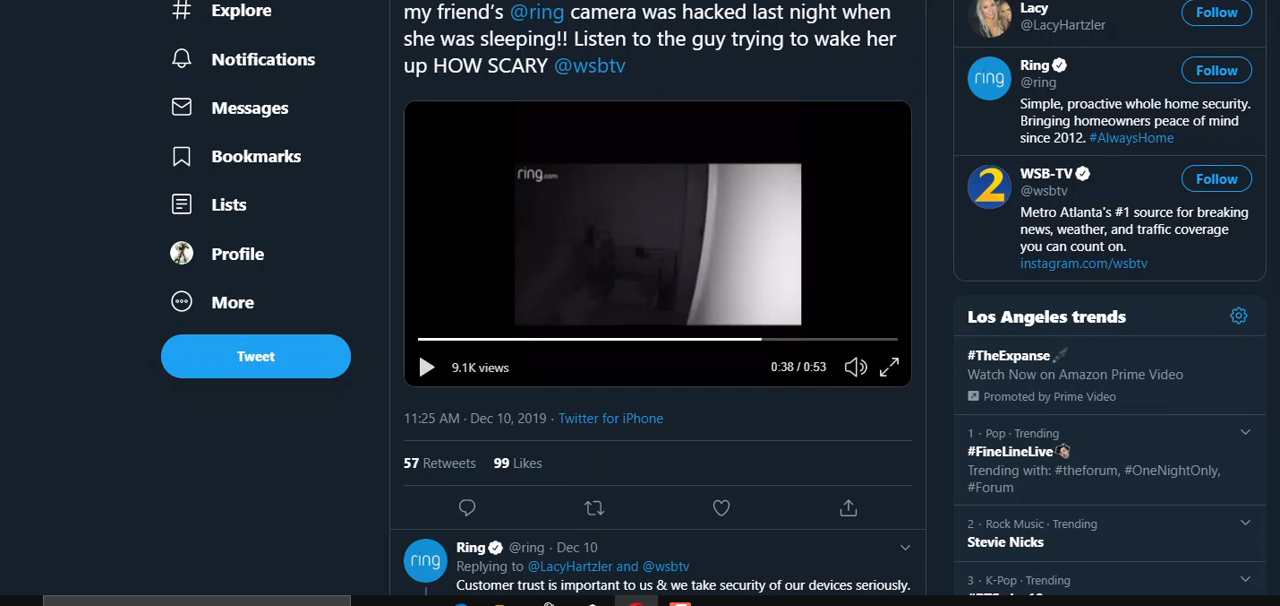 Explore
Notifications
Messages
Bookmarks
Lists
Profile
More
Tweet
my friend's @ring camera was hacked last night when
she was sleeping!! Listen to the guy trying to wake her
up HOW SCARY @wsbtv
ring.com
9.1K views
0:38 / 0:53
11:25 AM · Dec 10, 2019 · Twitter for iPhone
57 Retweets 99 Likes
ring
Ring @ring · Dec 10
Replying to @LacyHartzler and @wsbtv
Customer trust is important to us & we take security of our devices seriously.
Lacy
@LacyHartzler
Follow
ring
Ring
@ring
Follow
Simple, proactive whole home security.
Bringing homeowners peace of mind
since 2012. #AlwaysHome
2
WSB-TV
@wsbtv
Follow
Metro Atlanta's #1 source for breaking
news, weather, and traffic coverage
you can count on.
instagram.com/wsbtv
Los Angeles trends
#TheExpanse
Watch Now on Amazon Prime Video
Promoted by Prime Video
1 · Pop · Trending
#FineLineLive
Trending with: #theforum, #OneNightOnly,
#Forum
2 · Rock Music · Trending
Stevie Nicks
3 · K-Pop · Trending